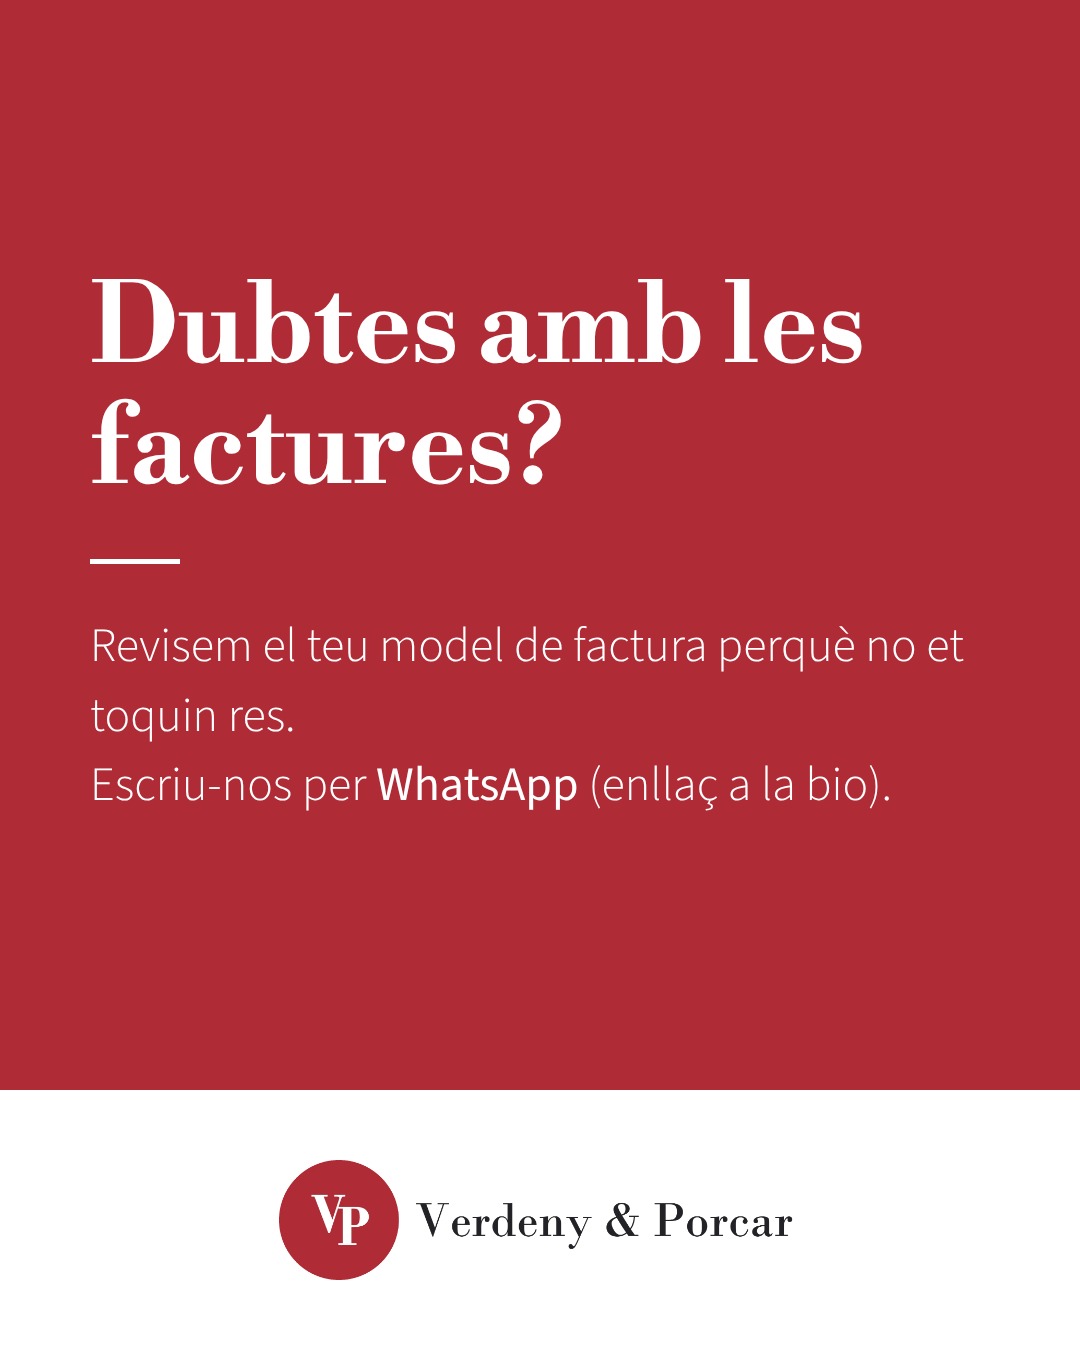 Dubtes amb les
factures?
Revisem el teu model de factura perquè no et
toquin res.
Escriu-nos per WhatsApp (enllaç a la bio).
VP
Verdeny & Porcar